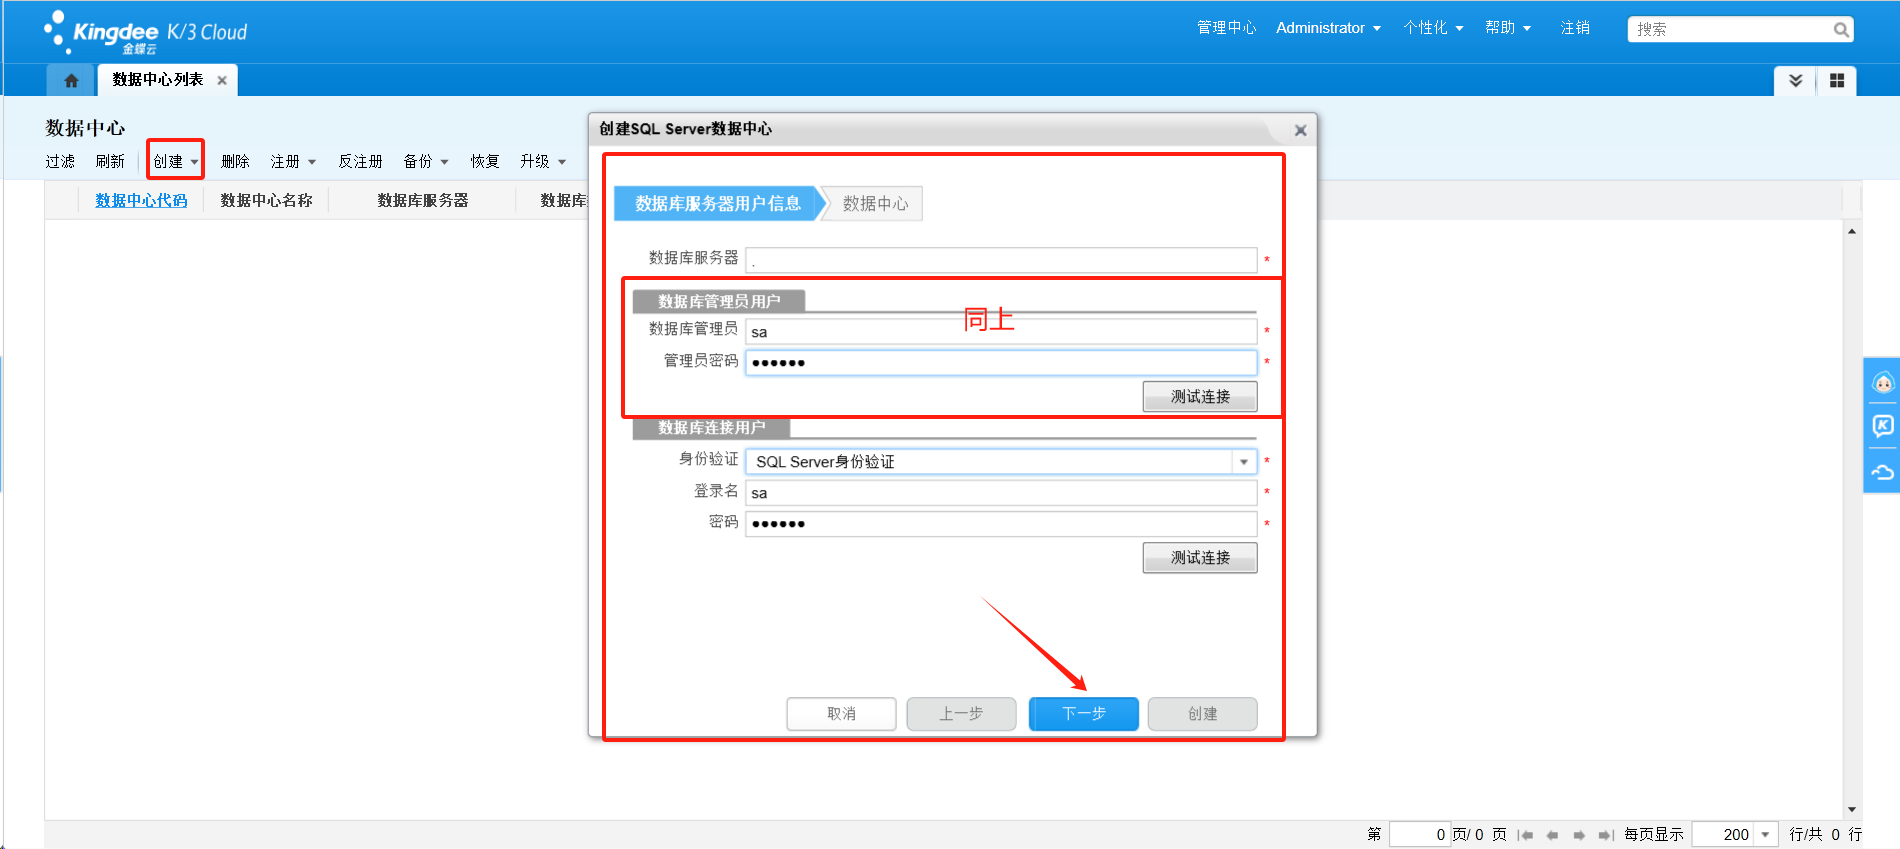 Kingdee K/3 Cloud
金蝶云
管理中心 Administrator 个性化 帮助 注销 搜索
数据中心列表
数据中心
过滤 刷新 创建 删除 注册 反注册 备份 恢复 升级
数据中心代码 数据中心名称 数据库服务器 数据库
创建SQL Server数据中心
数据库服务器用户信息 数据中心
数据库服务器 . *
数据库管理员用户
同上
数据库管理员 sa *
管理员密码 •••••• *
测试连接
数据库连接用户
身份验证 SQL Server身份验证 *
登录名 sa *
密码 •••••• *
测试连接
取消 上一步 下一步 创建
第 0 页/ 0 页 每页显示 200 行/共 0 行